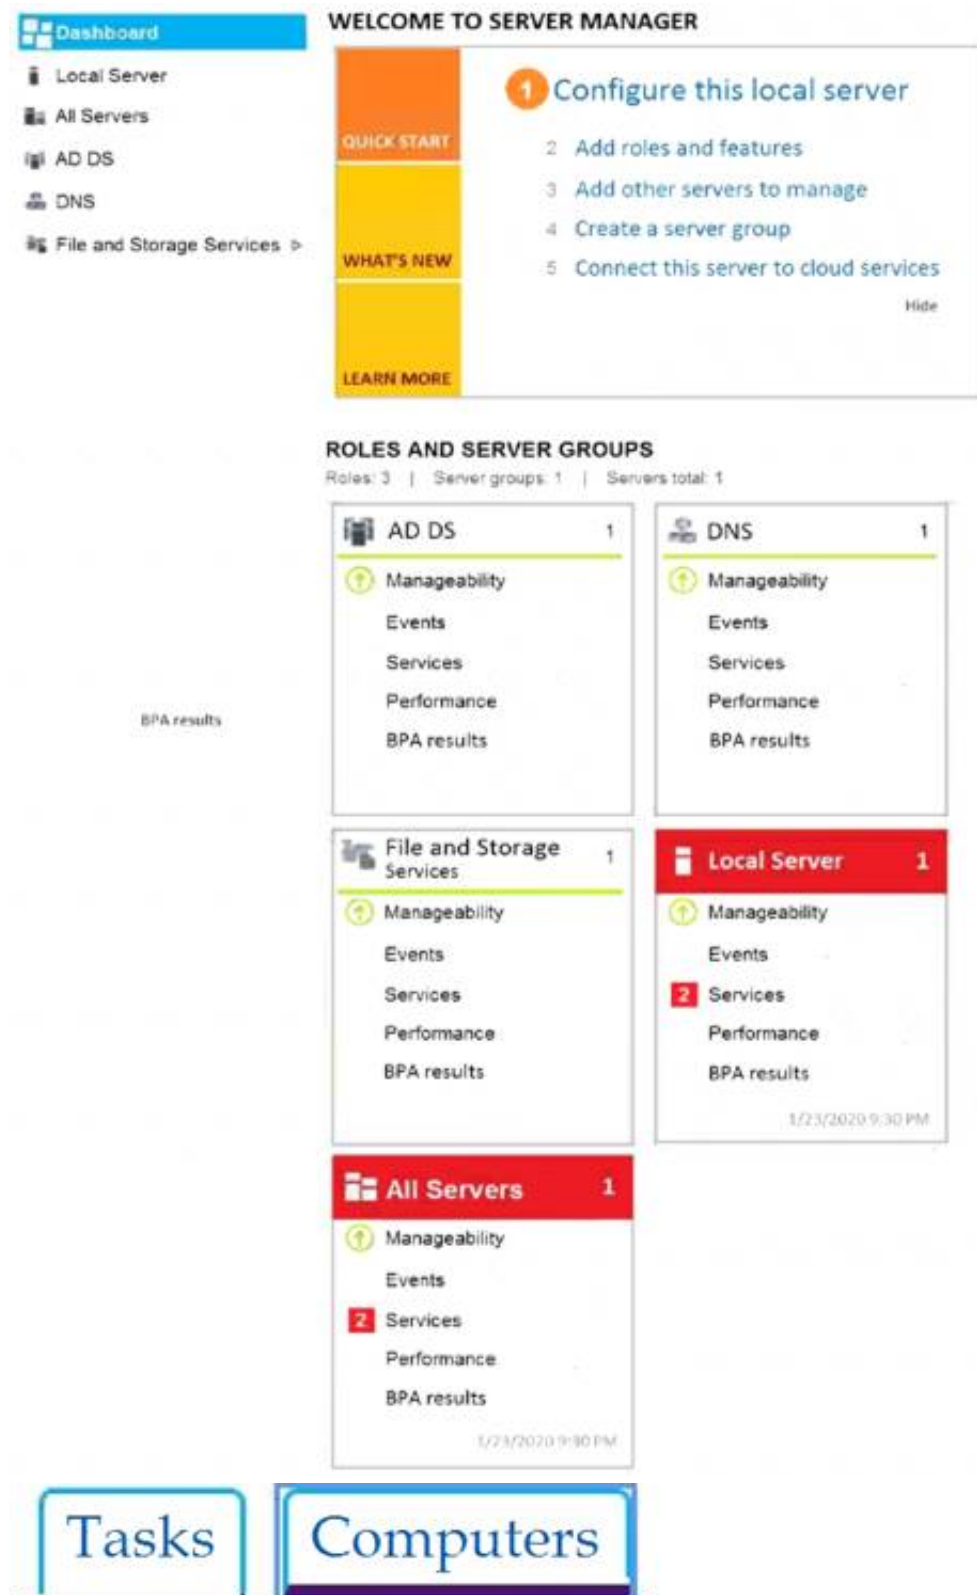 Dashboard
Local Server
All Servers
AD DS
DNS
File and Storage Services
WELCOME TO SERVER MANAGER
QUICK START
WHAT'S NEW
LEARN MORE
1 Configure this local server
2 Add roles and features
3 Add other servers to manage
4 Create a server group
5 Connect this server to cloud services
Hide
ROLES AND SERVER GROUPS
Roles: 3 | Server groups: 1 | Servers total: 1
AD DS 1
Manageability
Events
Services
Performance
BPA results
DNS 1
Manageability
Events
Services
Performance
BPA results
BPA results
File and Storage 1
Services
Manageability
Events
Services
Performance
BPA results
Local Server 1
Manageability
Events
2 Services
Performance
BPA results
1/23/2020 9:30 PM
All Servers 1
Manageability
Events
2 Services
Performance
BPA results
1/23/2020 9:30 PM
Tasks
Computers